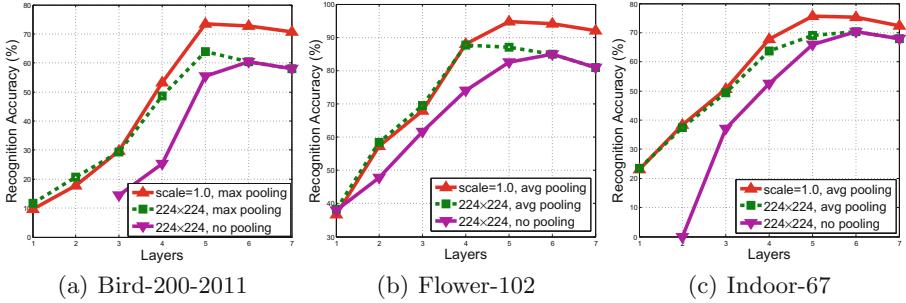 Recognition Accuracy (%)
80
70
60
50
40
30
20
10
0
1 2 3 4 5 6 7
Layers
scale=1.0, max pooling
224×224, max pooling
224×224, no pooling
(a) Bird-200-2011
Recognition Accuracy (%)
100
90
80
70
60
50
40
30
1 2 3 4 5 6 7
Layers
scale=1.0, avg pooling
224×224, avg pooling
224×224, no pooling
(b) Flower-102
Recognition Accuracy (%)
80
70
60
50
40
30
20
10
0
1 2 3 4 5 6 7
Layers
scale=1.0, avg pooling
224×224, avg pooling
224×224, no pooling
(c) Indoor-67